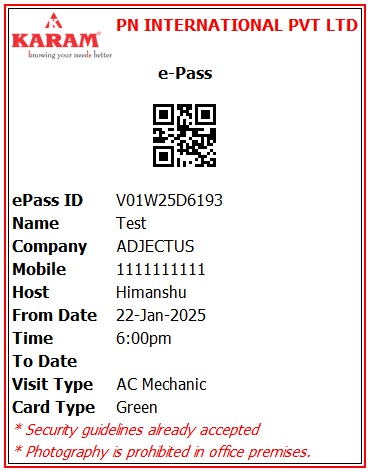 KARAM®
knowing your needs better
PN INTERNATIONAL PVT LTD
e-Pass
ePass ID V01W25D6193
Name Test
Company ADJECTUS
Mobile 1111111111
Host Himanshu
From Date 22-Jan-2025
Time 6:00pm
To Date
Visit Type AC Mechanic
Card Type Green
* Security guidelines already accepted
* Photography is prohibited in office premises.